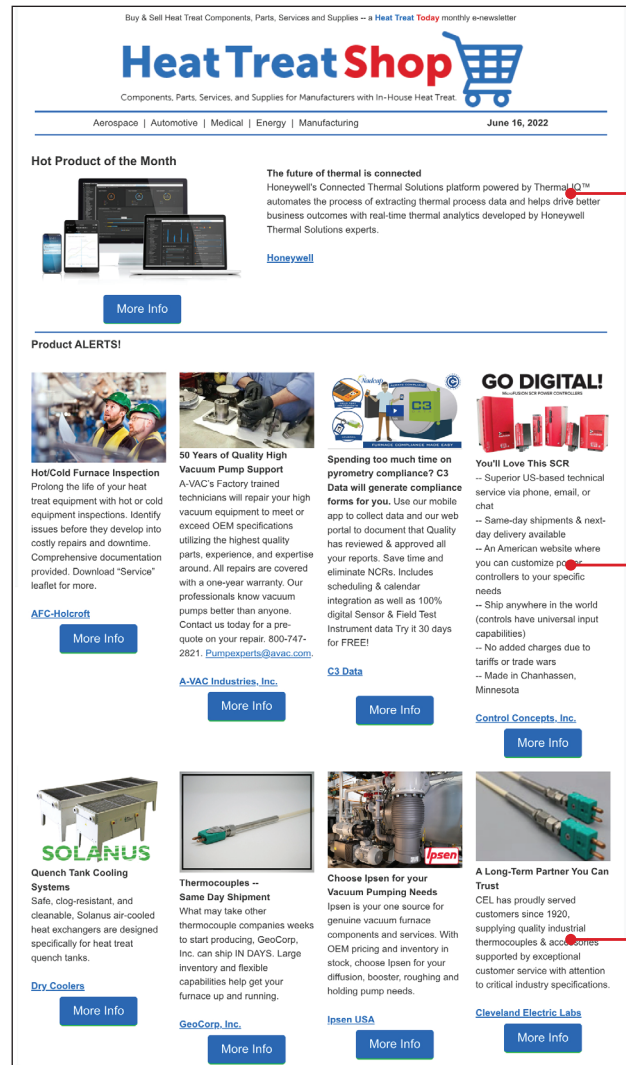 Buy & Sell Heat Treat Components, Parts, Services and Supplies -- a Heat Treat Today monthly e-newsletter
Heat Treat Shop
Components, Parts, Services, and Supplies for Manufacturers with In-House Heat Treat.
Aerospace | Automotive | Medical | Energy | Manufacturing
June 16, 2022
Hot Product of the Month
The future of thermal is connected
Honeywell's Connected Thermal Solutions platform powered by Thermal IQ™
automates the process of extracting thermal process data and helps drive better
business outcomes with real-time thermal analytics developed by Honeywell
Thermal Solutions experts.
Honeywell
More Info
Product ALERTS!
Hot/Cold Furnace Inspection
Prolong the life of your heat
treat equipment with hot or cold
equipment inspections. Identify
issues before they develop into
costly repairs and downtime.
Comprehensive documentation
provided. Download “Service”
leaflet for more.
AFC-Holcroft
More Info
50 Years of Quality High
Vacuum Pump Support
A-VAC's Factory trained
technicians will repair your high
vacuum equipment to meet or
exceed OEM specifications
utilizing the highest quality
parts, experience, and expertise
around. All repairs are covered
with a one-year warranty. Our
professionals know vacuum
pumps better than anyone.
Contact us today for a pre-
quote on your repair. 800-747-
2821. Pumpexperts@avac.com.
A-VAC Industries, Inc.
More Info
Nadcap
C3
FURNACE COMPLIANCE MADE EASY
Spending too much time on
pyrometry compliance? C3
Data will generate compliance
forms for you. Use our mobile
app to collect data and our web
portal to document that Quality
has reviewed & approved all
your reports. Save time and
eliminate NCRs. Includes
scheduling & calendar
integration as well as 100%
digital Sensor & Field Test
Instrument data Try it 30 days
for FREE!
C3 Data
More Info
GO DIGITAL!
MicroFUSION SCR POWER CONTROLLERS
You'll Love This SCR
-- Superior US-based technical
service via phone, email, or
chat
-- Same-day shipments & next-
day delivery available
-- An American website where
you can customize power
controllers to your specific
needs
-- Ship anywhere in the world
(controls have universal input
capabilities)
-- No added charges due to
tariffs or trade wars
-- Made in Chanhassen,
Minnesota
Control Concepts, Inc.
More Info
SOLANUS
Quench Tank Cooling
Systems
Safe, clog-resistant, and
cleanable, Solanus air-cooled
heat exchangers are designed
specifically for heat treat
quench tanks.
Dry Coolers
More Info
Thermocouples --
Same Day Shipment
What may take other
thermocouple companies weeks
to start producing, GeoCorp,
Inc. can ship IN DAYS. Large
inventory and flexible
capabilities help get your
furnace up and running.
GeoCorp, Inc.
More Info
Ipsen
Choose Ipsen for your
Vacuum Pumping Needs
Ipsen is your one source for
genuine vacuum furnace
components and services. With
OEM pricing and inventory in
stock, choose Ipsen for your
diffusion, booster, roughing and
holding pump needs.
Ipsen USA
More Info
A Long-Term Partner You Can
Trust
CEL has proudly served
customers since 1920,
supplying quality industrial
thermocouples & accessories
supported by exceptional
customer service with attention
to critical industry specifications.
Cleveland Electric Labs
More Info